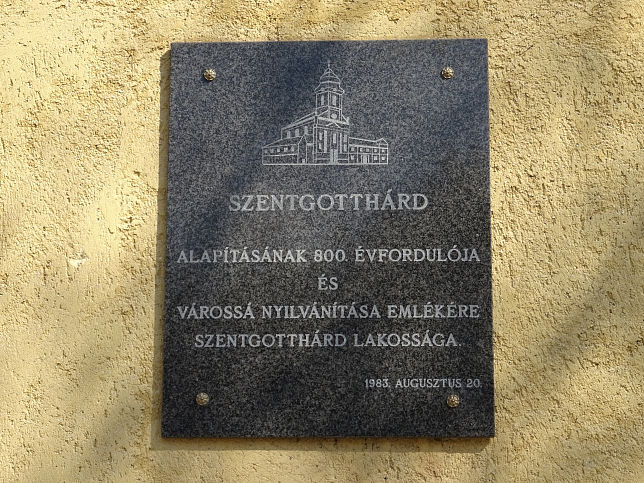 SZENTGOTTHÁRD
ALAPÍTÁSÁNAK 800. ÉVFORDULÓJA
ÉS
VÁROSSÁ NYILVÁNÍTÁSA EMLÉKÉRE
SZENTGOTTHÁRD LAKOSSÁGA.
1983. AUGUSZTUS 20.